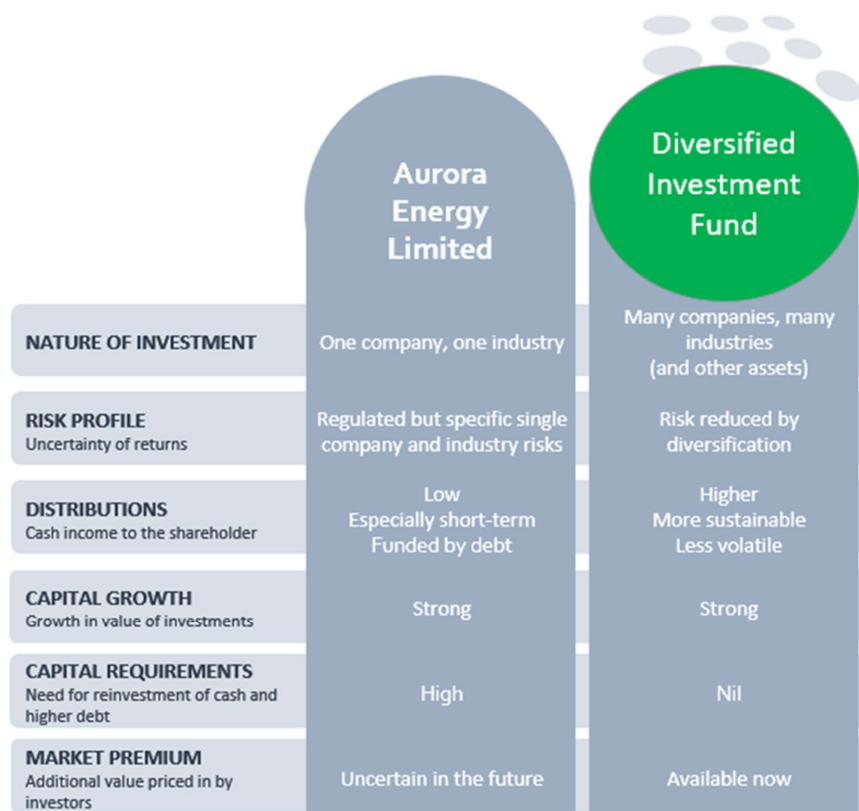 Aurora
Energy
Limited
Diversified
Investment
Fund
NATURE OF INVESTMENT
One company, one industry
Many companies, many
industries
(and other assets)
RISK PROFILE
Uncertainty of returns
Regulated but specific single
company and industry risks
Risk reduced by
diversification
DISTRIBUTIONS
Cash income to the shareholder
Low
Especially short-term
Funded by debt
Higher
More sustainable
Less volatile
CAPITAL GROWTH
Growth in value of investments
Strong
Strong
CAPITAL REQUIREMENTS
Need for reinvestment of cash and
higher debt
High
Nil
MARKET PREMIUM
Additional value priced in by
investors
Uncertain in the future
Available now